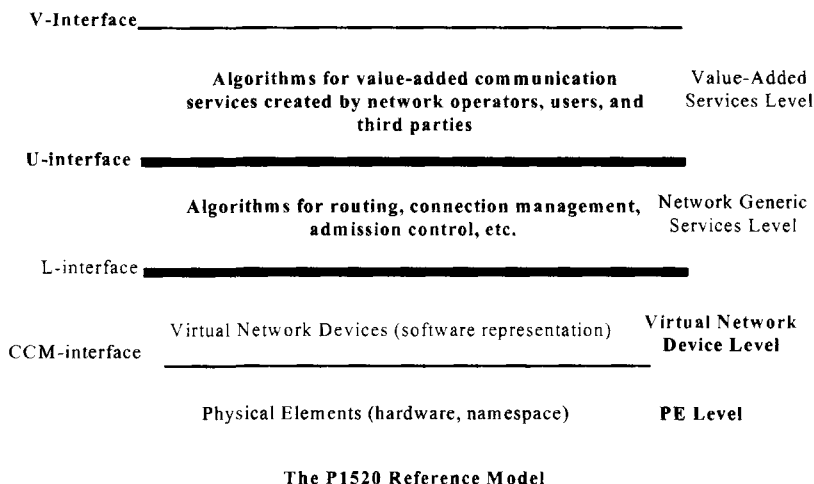 V-Interface
Algorithms for value-added communication
services created by network operators, users, and
third parties
Value-Added
Services Level
U-interface
Algorithms for routing, connection management,
admission control, etc.
Network Generic
Services Level
L-interface
Virtual Network Devices (software representation)
Virtual Network
Device Level
CCM-interface
Physical Elements (hardware, namespace)
PE Level
The P1520 Reference Model